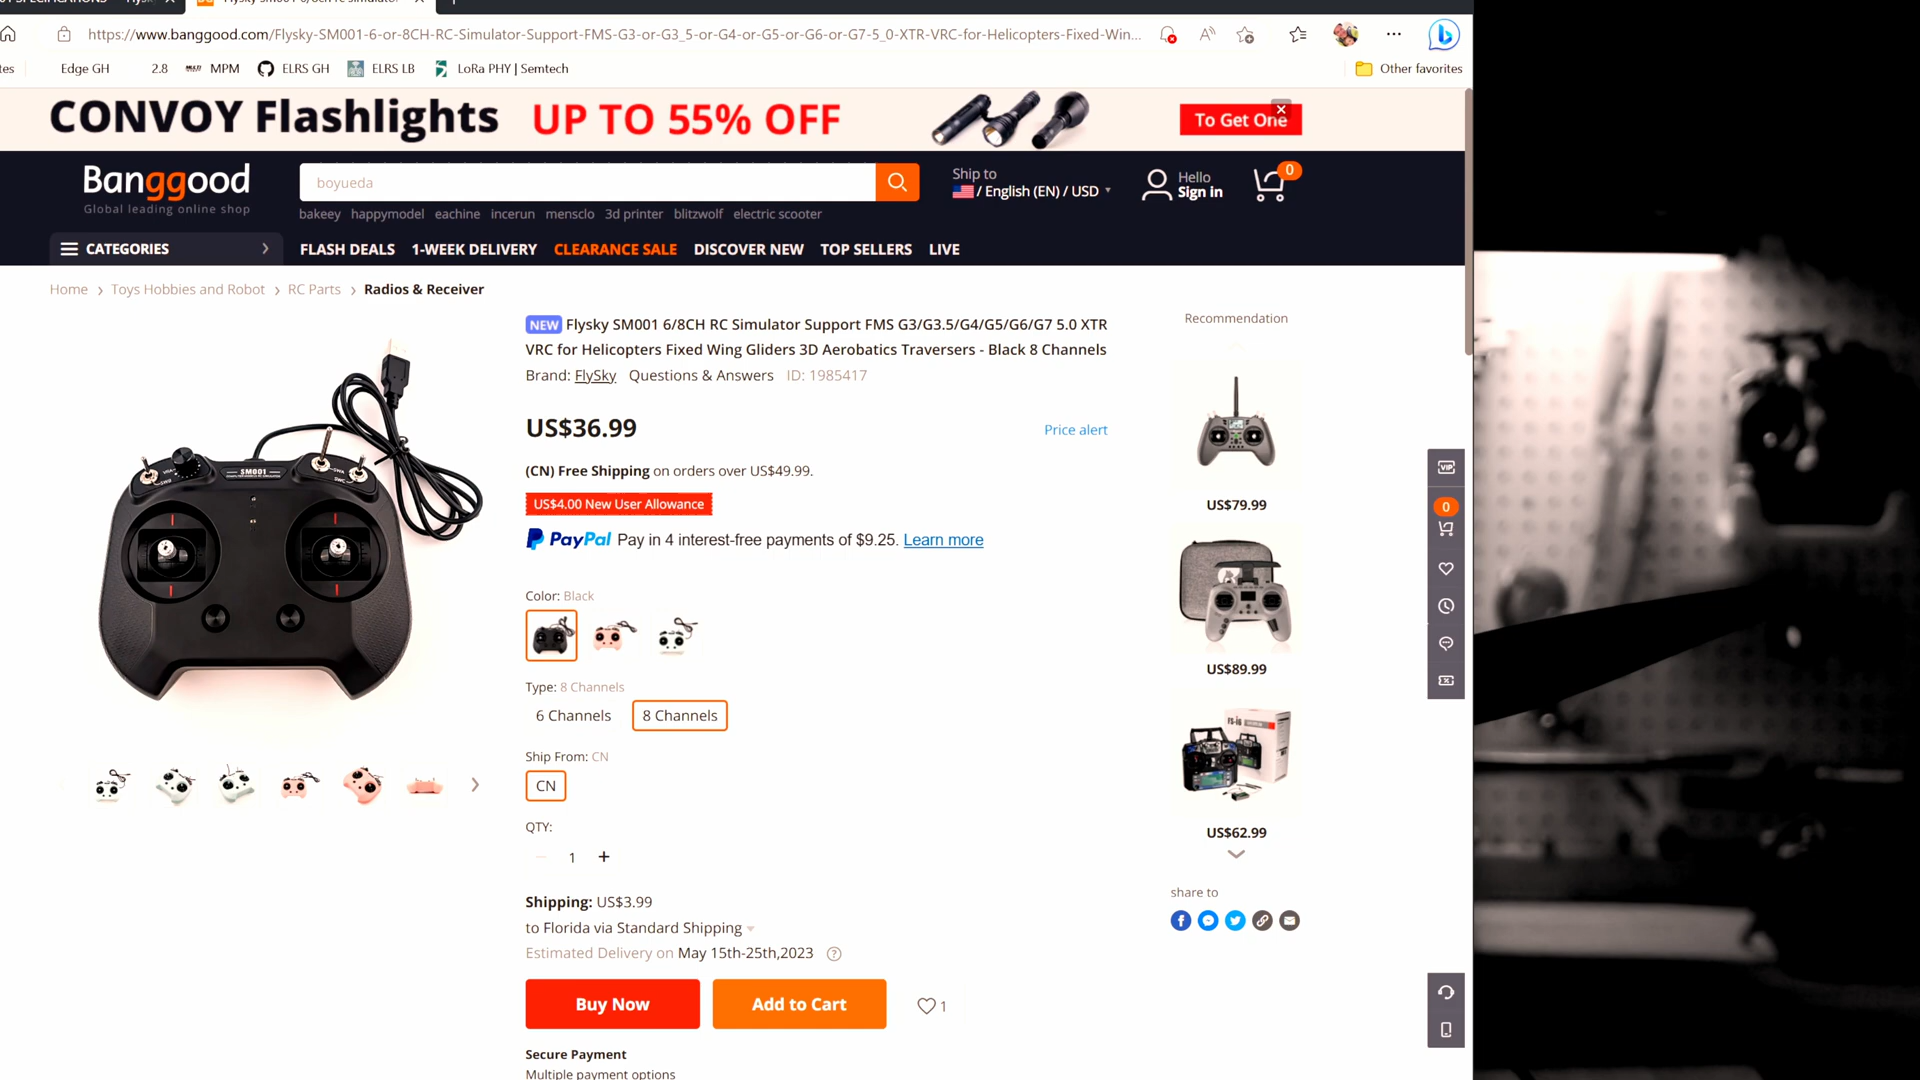 https://www.banggood.com/Flysky-SM001-6-or-8CH-RC-Simulator-Support-FMS-G3-or-G3_5-or-G4-or-G5-or-G6-or-G7-5_0-XTR-VRC-for-Helicopters-Fixed-Win...
tes Edge GH 2.8 MPM ELRS GH ELRS LB LoRa PHY | Semtech Other favorites
CONVOY Flashlights UP TO 55% OFF To Get One
Banggood
Global leading online shop
boyueda
Ship to
/ English (EN) / USD
Hello
Sign in
0
bakeey happymodel eachine incerun mensclo 3d printer blitzwolf electric scooter
CATEGORIES FLASH DEALS 1-WEEK DELIVERY CLEARANCE SALE DISCOVER NEW TOP SELLERS LIVE
Home > Toys Hobbies and Robot > RC Parts > Radios & Receiver
NEW Flysky SM001 6/8CH RC Simulator Support FMS G3/G3.5/G4/G5/G6/G7 5.0 XTR
VRC for Helicopters Fixed Wing Gliders 3D Aerobatics Traversers - Black 8 Channels
Brand: FlySky Questions & Answers ID: 1985417
US$36.99 Price alert
(CN) Free Shipping on orders over US$49.99.
US$4.00 New User Allowance
PayPal Pay in 4 interest-free payments of $9.25. Learn more
Color: Black
Type: 8 Channels
6 Channels 8 Channels
Ship From: CN
CN
QTY:
1
Shipping: US$3.99
to Florida via Standard Shipping
Estimated Delivery on May 15th-25th,2023
Buy Now Add to Cart 1
Secure Payment
Multiple payment options
SM001
Recommendation
US$79.99
US$89.99
FS-i6
US$62.99
share to
VIP
0